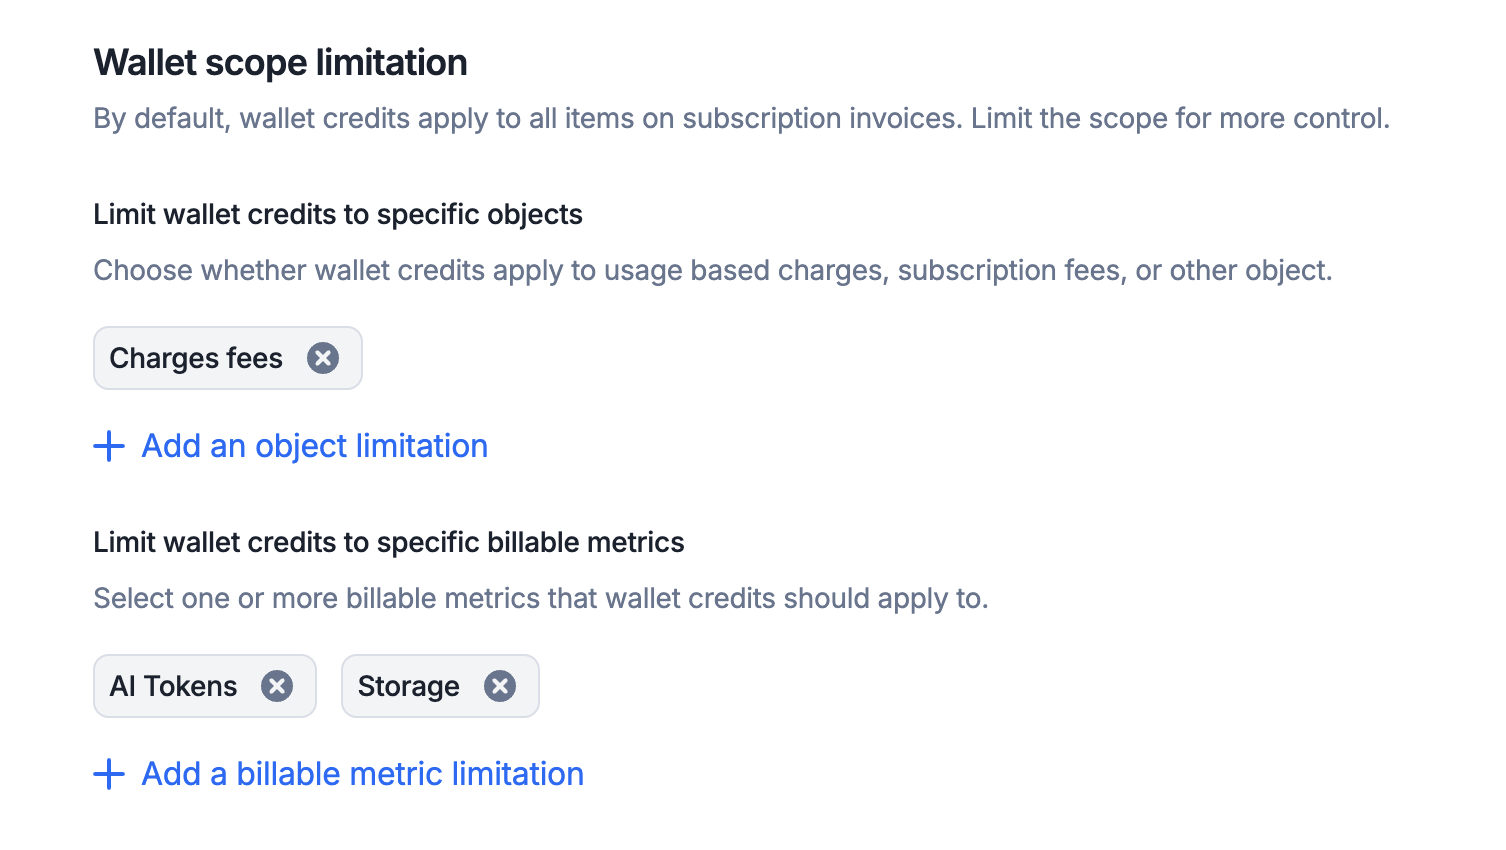 Wallet scope limitation
By default, wallet credits apply to all items on subscription invoices. Limit the scope for more control.
Limit wallet credits to specific objects
Choose whether wallet credits apply to usage based charges, subscription fees, or other object.
Charges fees
Add an object limitation
Limit wallet credits to specific billable metrics
Select one or more billable metrics that wallet credits should apply to.
AI Tokens Storage
Add a billable metric limitation